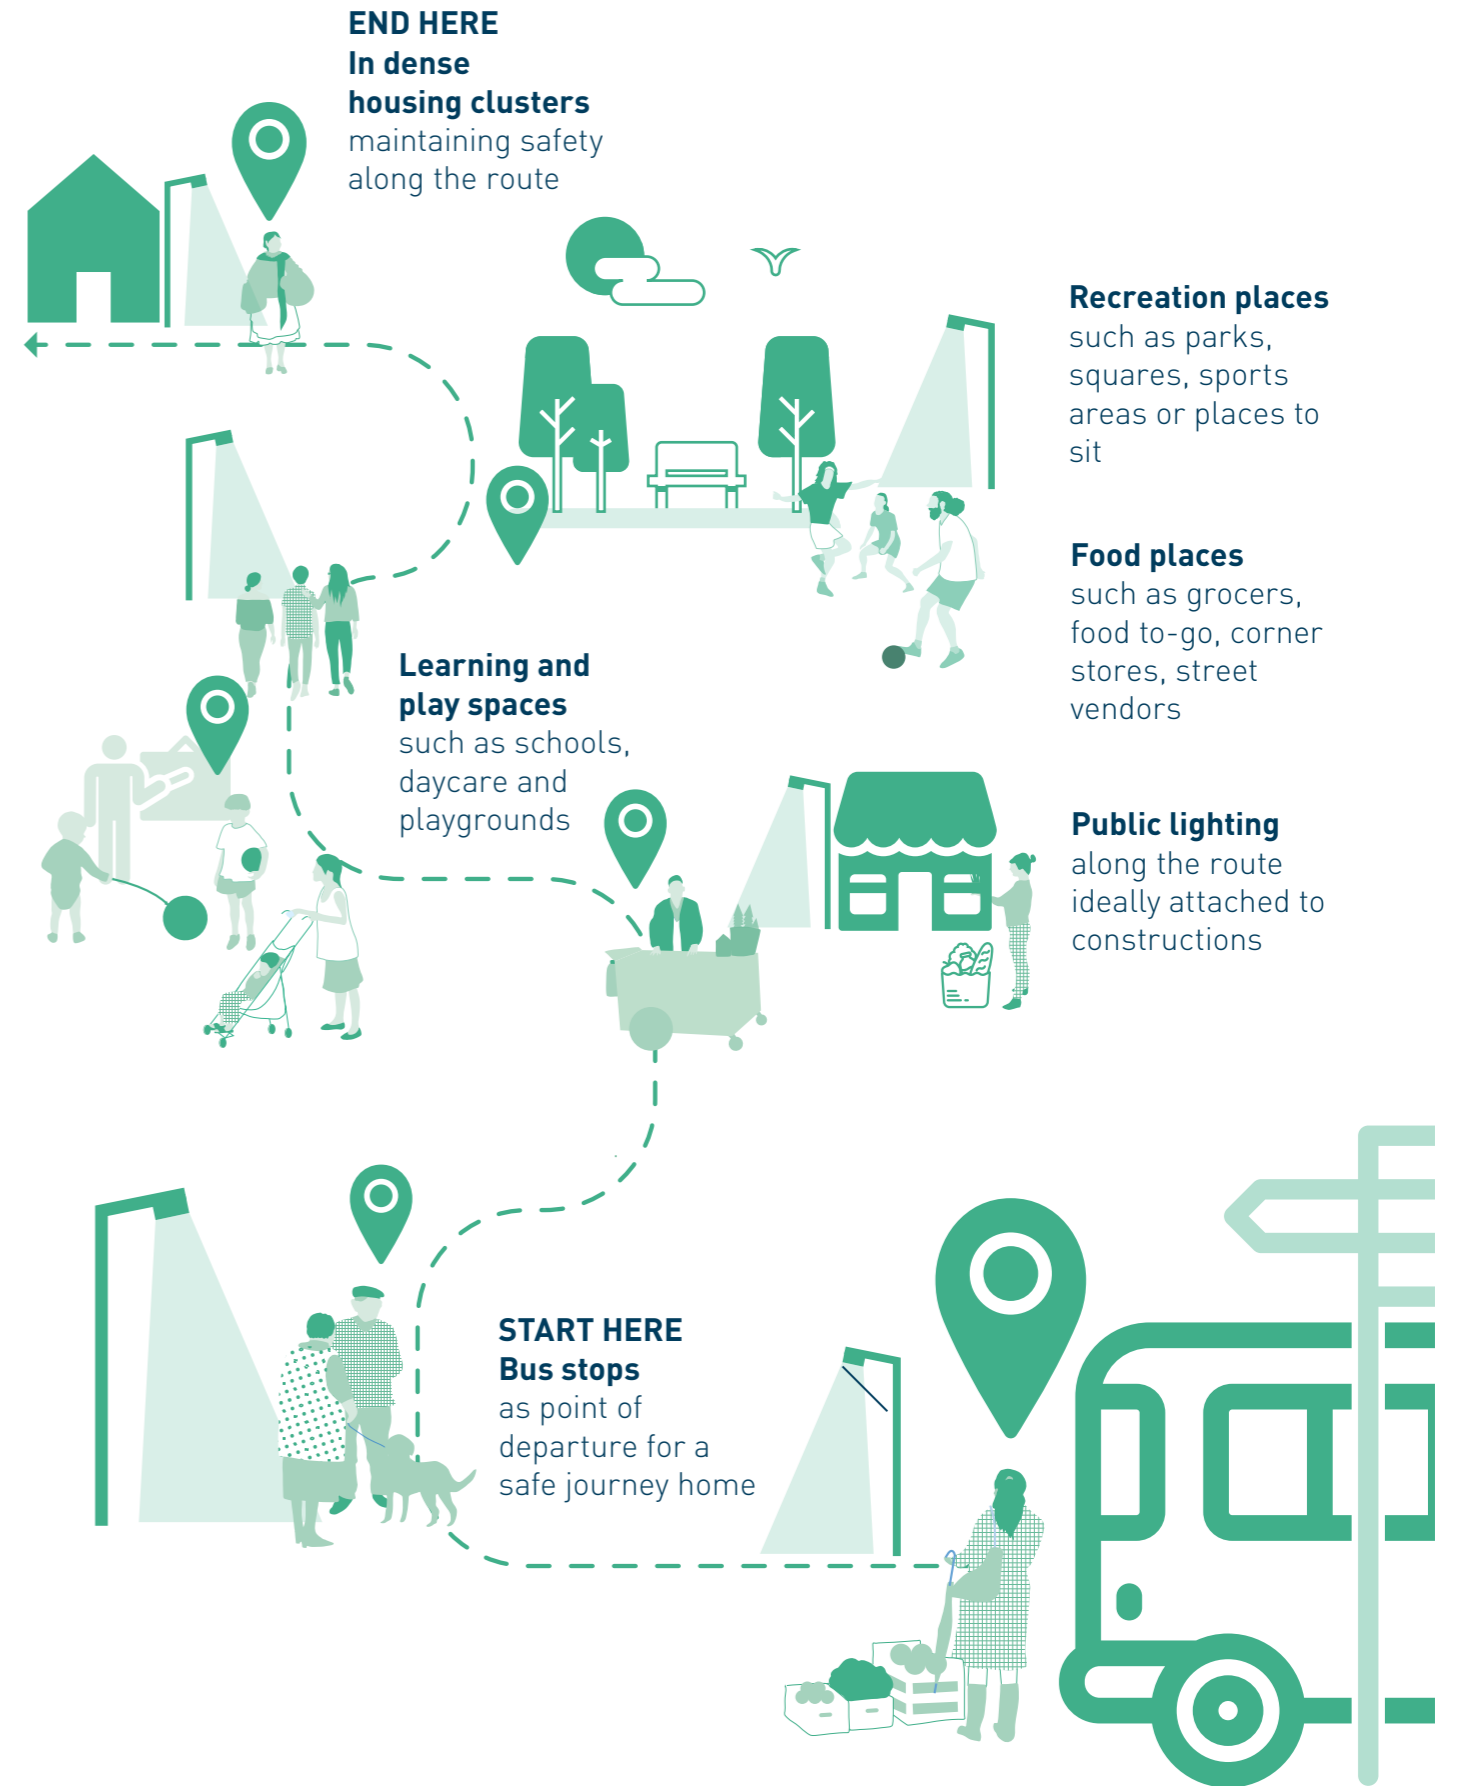 END HERE
In dense
housing clusters
maintaining safety
along the route
Recreation places
such as parks,
squares, sports
areas or places to
sit
Food places
such as grocers,
food to-go, corner
stores, street
vendors
Learning and
play spaces
such as schools,
daycare and
playgrounds
Public lighting
along the route
ideally attached to
constructions
START HERE
Bus stops
as point of
departure for a
safe journey home